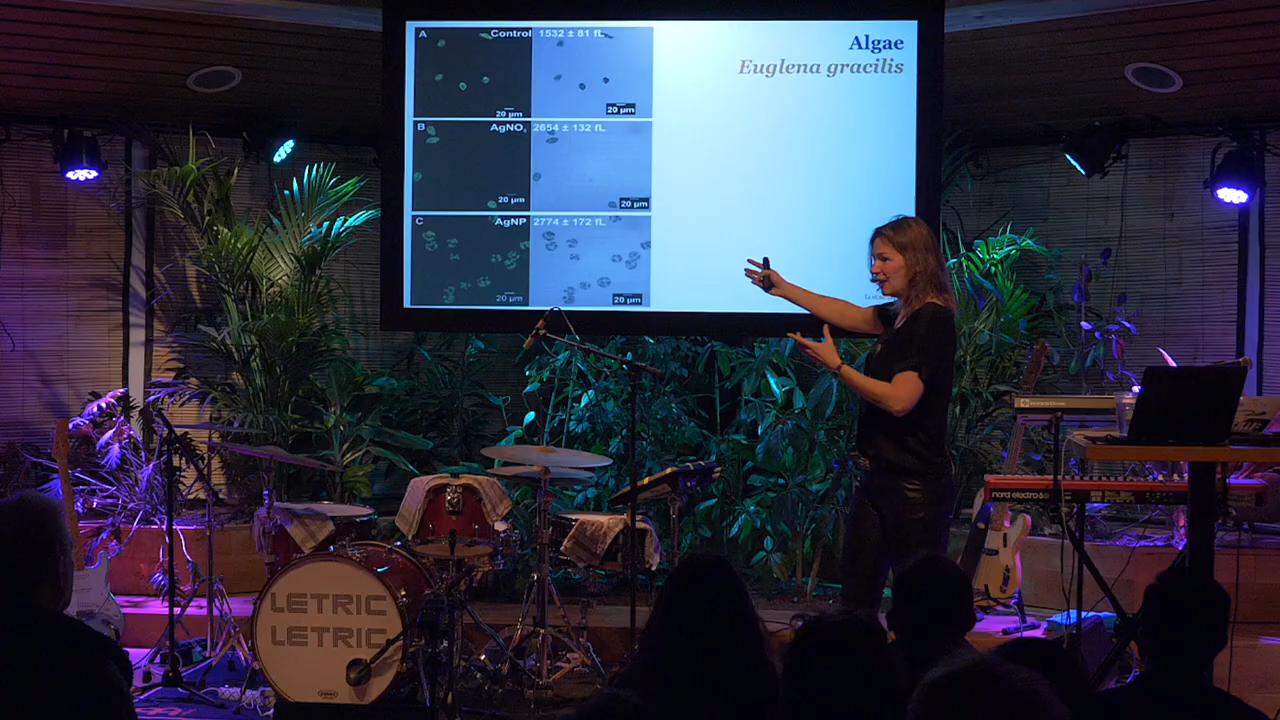 A Control 1532 ± 81 fL
20 µm 20 µm
B AgNO3 2654 ± 132 fL
20 µm 20 µm
C AgNP 2774 ± 172 fL
20 µm 20 µm
Algae
Euglena gracilis
LETRIC
LETRIC
nord electro 6